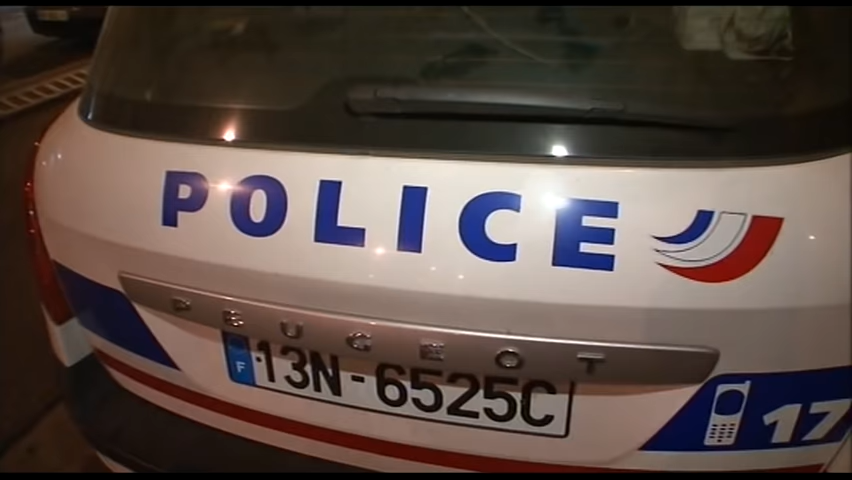 POLICE
PEUGEOT
F
13N-6525C
17